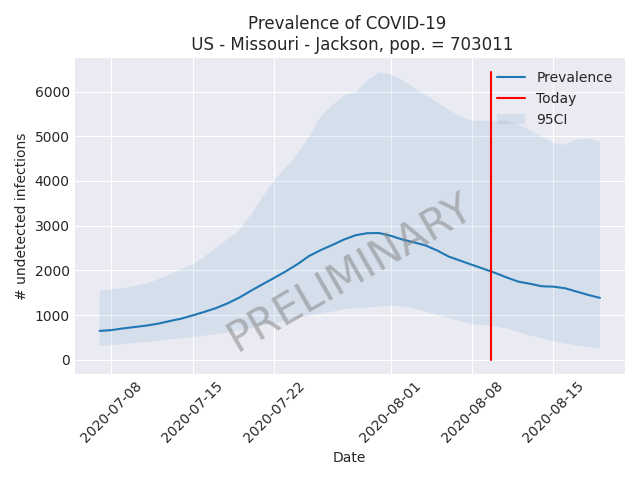 Prevalence of COVID-19
US - Missouri - Jackson, pop. = 703011
# undetected infections
6000
5000
4000
3000
2000
1000
0
Prevalence
Today
95CI
PRELIMINARY
2020-07-08
2020-07-15
2020-07-22
2020-08-01
2020-08-08
2020-08-15
Date